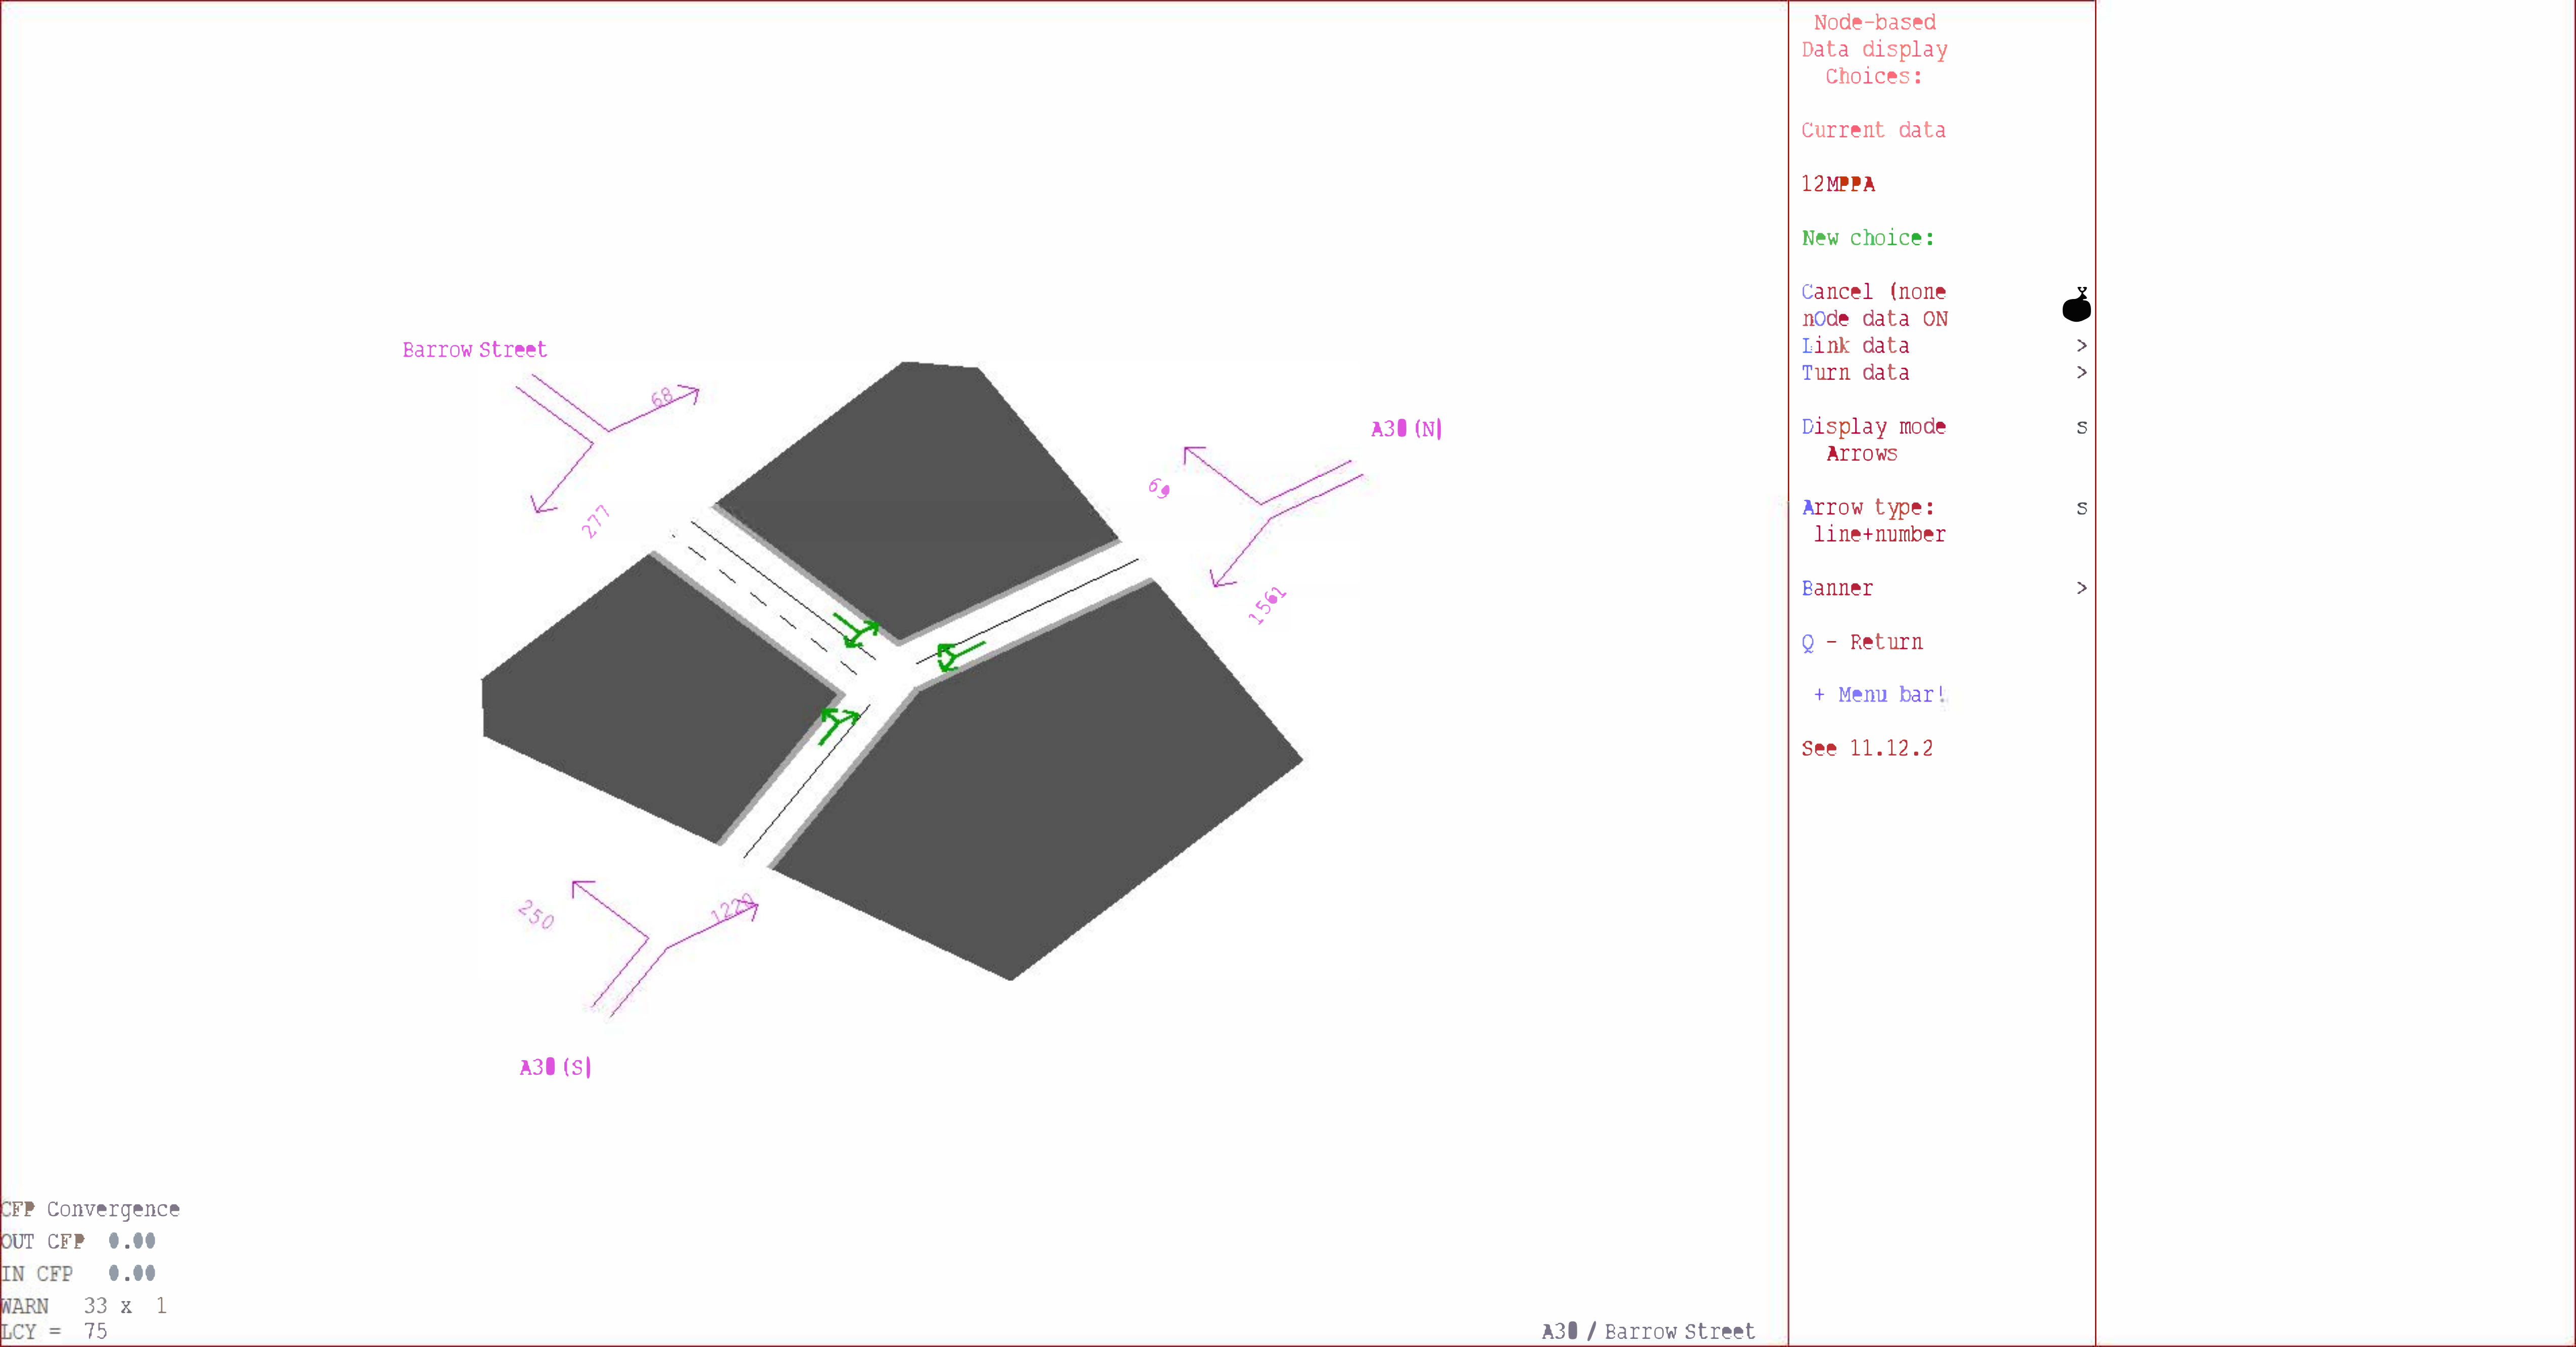 Node-based
Data display
Choices:
Current data
12MPPA
New choice:
Cancel (none x
nOde data ON
Link data >
Turn data >
Display mode s
Arrows
Arrow type: s
line+number
Banner >
Q - Return
+ Menu bar!
See 11.12.2
Barrow Street
68
277
A30 (N)
69
1561
250
1220
A30 (S)
CFP Convergence
OUT CFP 0.00
IN CFP 0.00
WARN 33 x 1
LCY = 75
A30 / Barrow Street